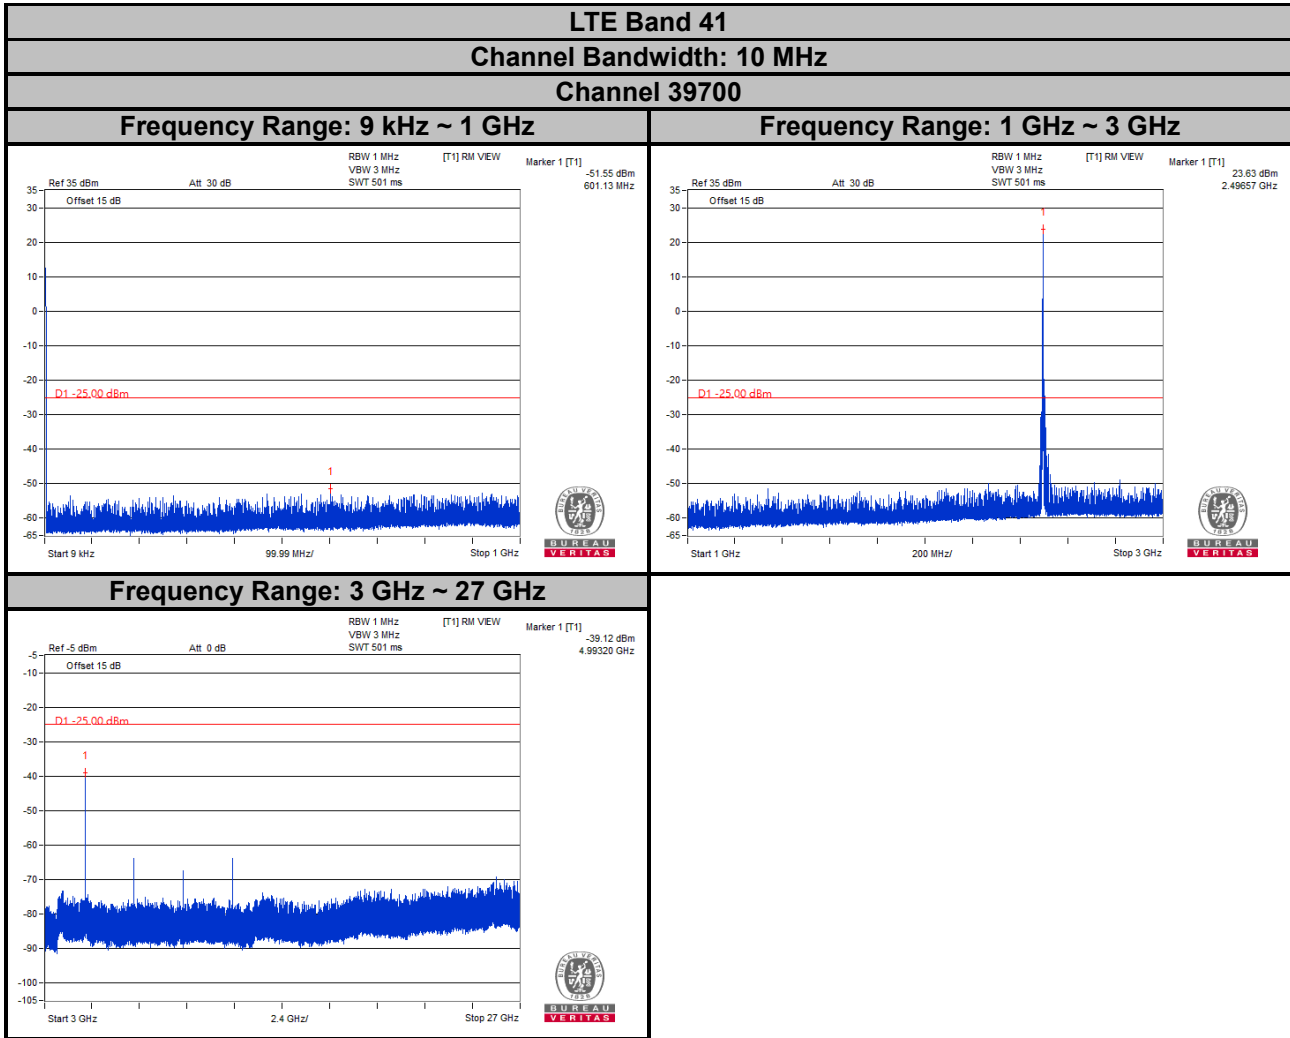 LTE Band 41
Channel Bandwidth: 10 MHz
Channel 39700
Frequency Range: 9 kHz ~ 1 GHz
RBW 1 MHz [T1] RM VIEW Marker 1 [T1]
VBW 3 MHz -51.55 dBm
Ref 35 dBm Att 30 dB SWT 501 ms 601.13 MHz
35
Offset 15 dB
30
20
10
0
-10
-20
D1 -25.00 dBm
-30
-40
1
-50
-60
-65
Start 9 kHz 99.99 MHz/ Stop 1 GHz
BUREAU VERITAS
1828
BUREAU
VERITAS
Frequency Range: 1 GHz ~ 3 GHz
RBW 1 MHz [T1] RM VIEW Marker 1 [T1]
VBW 3 MHz 23.63 dBm
Ref 35 dBm Att 30 dB SWT 501 ms 2.49657 GHz
35
Offset 15 dB
30
1
20
10
0
-10
-20
D1 -25.00 dBm
-30
-40
-50
-60
-65
Start 1 GHz 200 MHz/ Stop 3 GHz
BUREAU VERITAS
1828
BUREAU
VERITAS
Frequency Range: 3 GHz ~ 27 GHz
RBW 1 MHz [T1] RM VIEW Marker 1 [T1]
VBW 3 MHz -39.12 dBm
Ref -5 dBm Att 0 dB SWT 501 ms 4.99320 GHz
-5
Offset 15 dB
-10
-20
D1 -25.00 dBm
-30
1
-40
-50
-60
-70
-80
-90
-100
-105
Start 3 GHz 2.4 GHz/ Stop 27 GHz
BUREAU VERITAS
1828
BUREAU
VERITAS